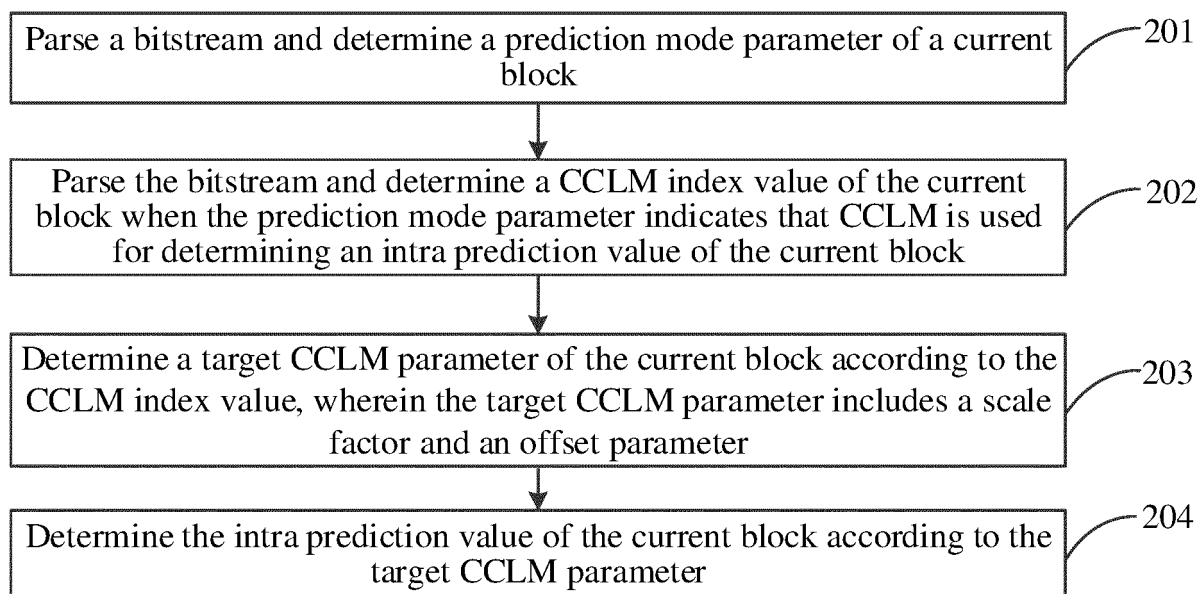 Parse a bitstream and determine a prediction mode parameter of a current
block
201
Parse the bitstream and determine a CCLM index value of the current
block when the prediction mode parameter indicates that CCLM is used
for determining an intra prediction value of the current block
202
Determine a target CCLM parameter of the current block according to the
CCLM index value, wherein the target CCLM parameter includes a scale
factor and an offset parameter
203
Determine the intra prediction value of the current block according to the
target CCLM parameter
204